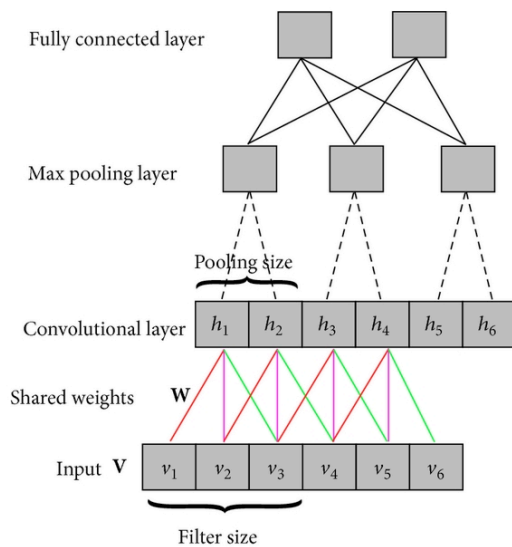 Fully connected layer
Max pooling layer
Pooling size
Convolutional layer h1 h2 h3 h4 h5 h6
Shared weights W
Input V v1 v2 v3 v4 v5 v6
Filter size